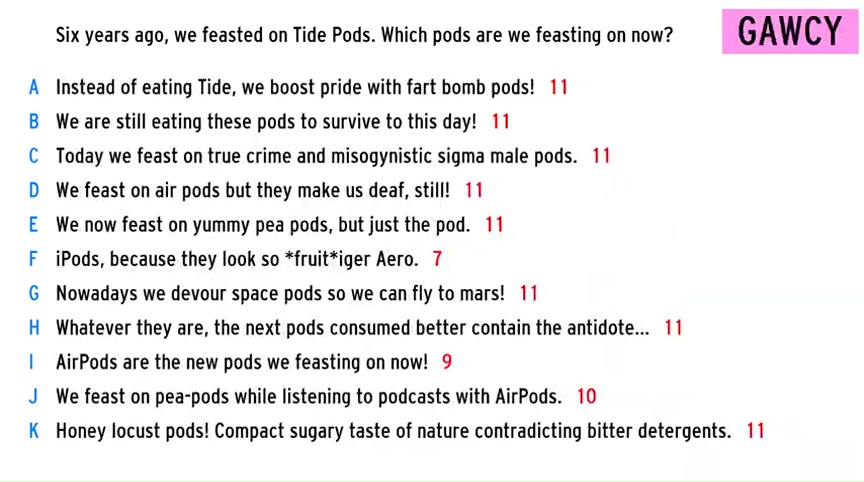 Six years ago, we feasted on Tide Pods. Which pods are we feasting on now?
GAWCY
A Instead of eating Tide, we boost pride with fart bomb pods! 11
B We are still eating these pods to survive to this day! 11
C Today we feast on true crime and misogynistic sigma male pods. 11
D We feast on air pods but they make us deaf, still! 11
E We now feast on yummy pea pods, but just the pod. 11
F iPods, because they look so *fruit*iger Aero. 7
G Nowadays we devour space pods so we can fly to mars! 11
H Whatever they are, the next pods consumed better contain the antidote... 11
I AirPods are the new pods we feasting on now! 9
J We feast on pea-pods while listening to podcasts with AirPods. 10
K Honey locust pods! Compact sugary taste of nature contradicting bitter detergents. 11